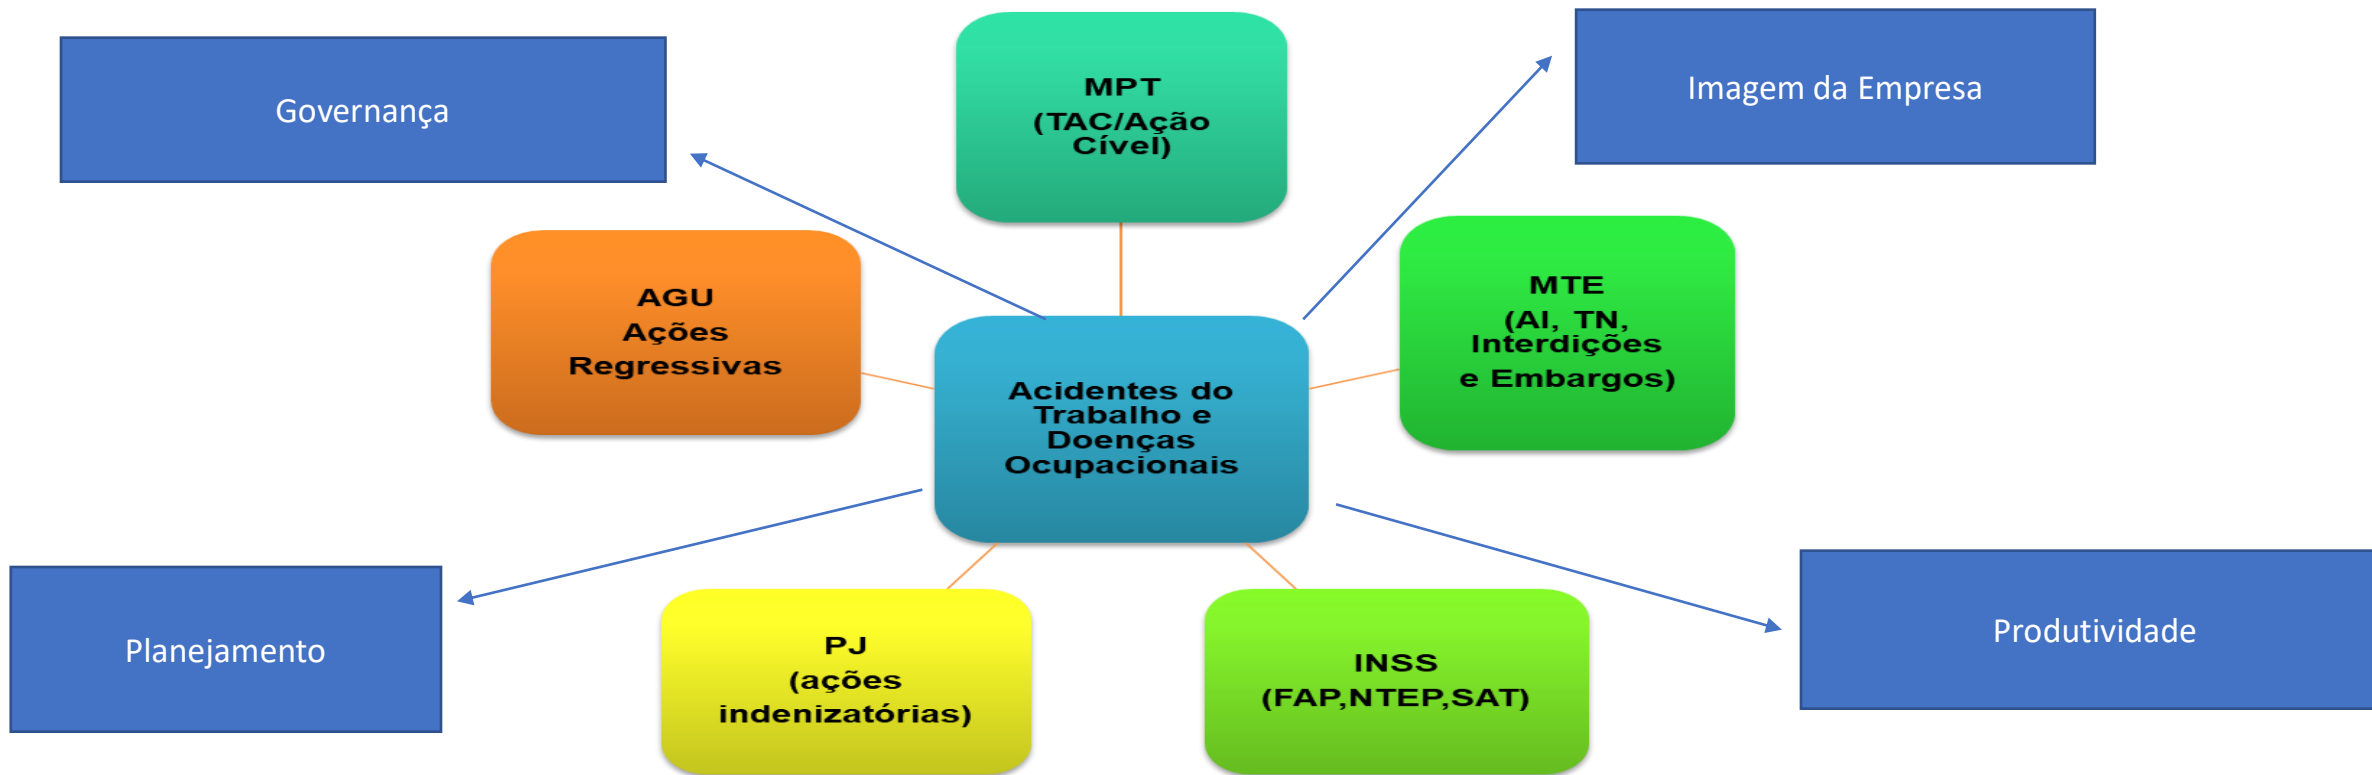 Governança
MPT
(TAC/Ação
Cível)
Imagem da Empresa
AGU
Ações
Regressivas
MTE
(AI, TN,
Interdições
e Embargos)
Acidentes do
Trabalho e
Doenças
Ocupacionais
Planejamento
PJ
(ações
indenizatórias)
INSS
(FAP,NTEP,SAT)
Produtividade